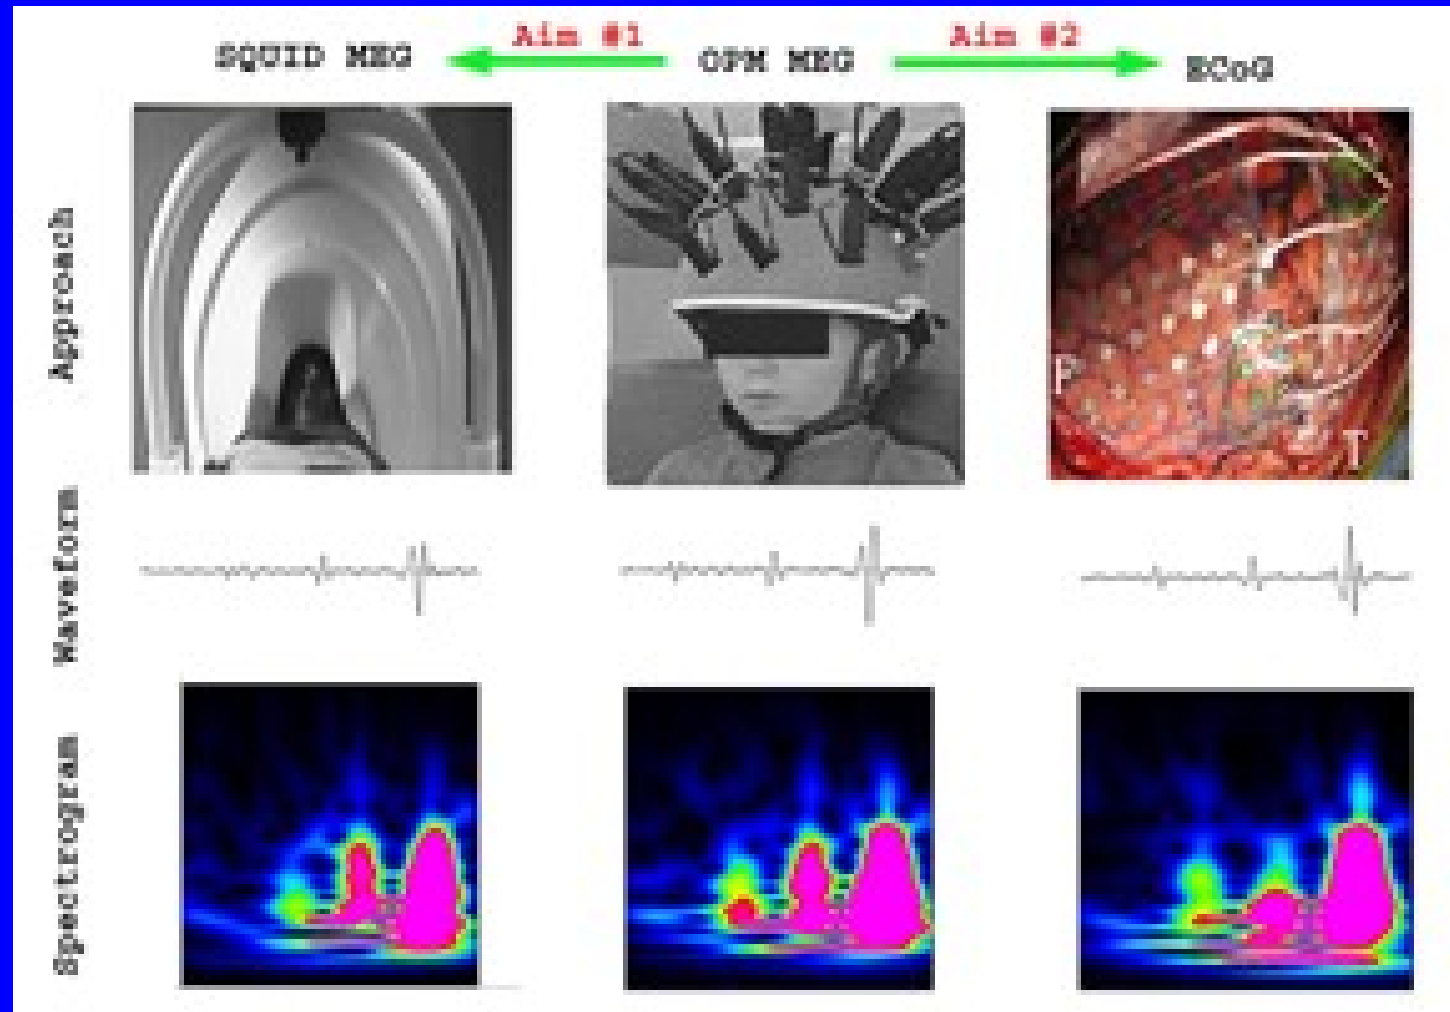 Aim #1
Aim #2
SQUID MEG
OPM MEG
ECoG
Approach
P
T
Waveform
Spectrogram